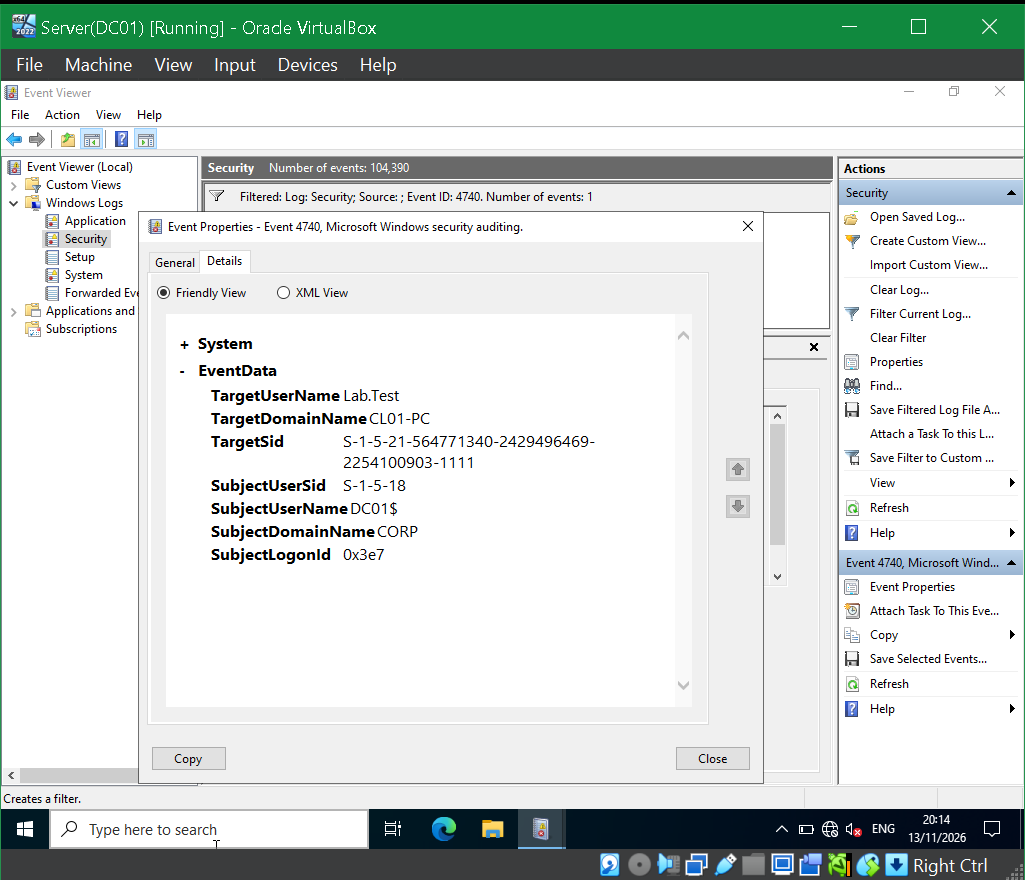 Server(DC01) [Running] - Oracle VirtualBox
File Machine View Input Devices Help
Event Viewer
File Action View Help
Event Viewer (Local)
Custom Views
Windows Logs
Application
Security
Setup
System
Forwarded Eve
Applications and
Subscriptions
Security Number of events: 104,390
Filtered: Log: Security; Source: ; Event ID: 4740. Number of events: 1
Event Properties - Event 4740, Microsoft Windows security auditing.
General Details
Friendly View XML View
+ System
- EventData
TargetUserName Lab.Test
TargetDomainName CL01-PC
TargetSid S-1-5-21-564771340-2429496469-
2254100903-1111
SubjectUserSid S-1-5-18
SubjectUserName DC01$
SubjectDomainName CORP
SubjectLogonId 0x3e7
Copy Close
Actions
Security
Open Saved Log...
Create Custom View...
Import Custom View...
Clear Log...
Filter Current Log...
Clear Filter
Properties
Find...
Save Filtered Log File A...
Attach a Task To this L...
Save Filter to Custom ...
View
Refresh
Help
Event 4740, Microsoft Wind...
Event Properties
Attach Task To This Eve...
Copy
Save Selected Events...
Refresh
Help
Creates a filter.
Type here to search
ENG
20:14
13/11/2026
Right Ctrl